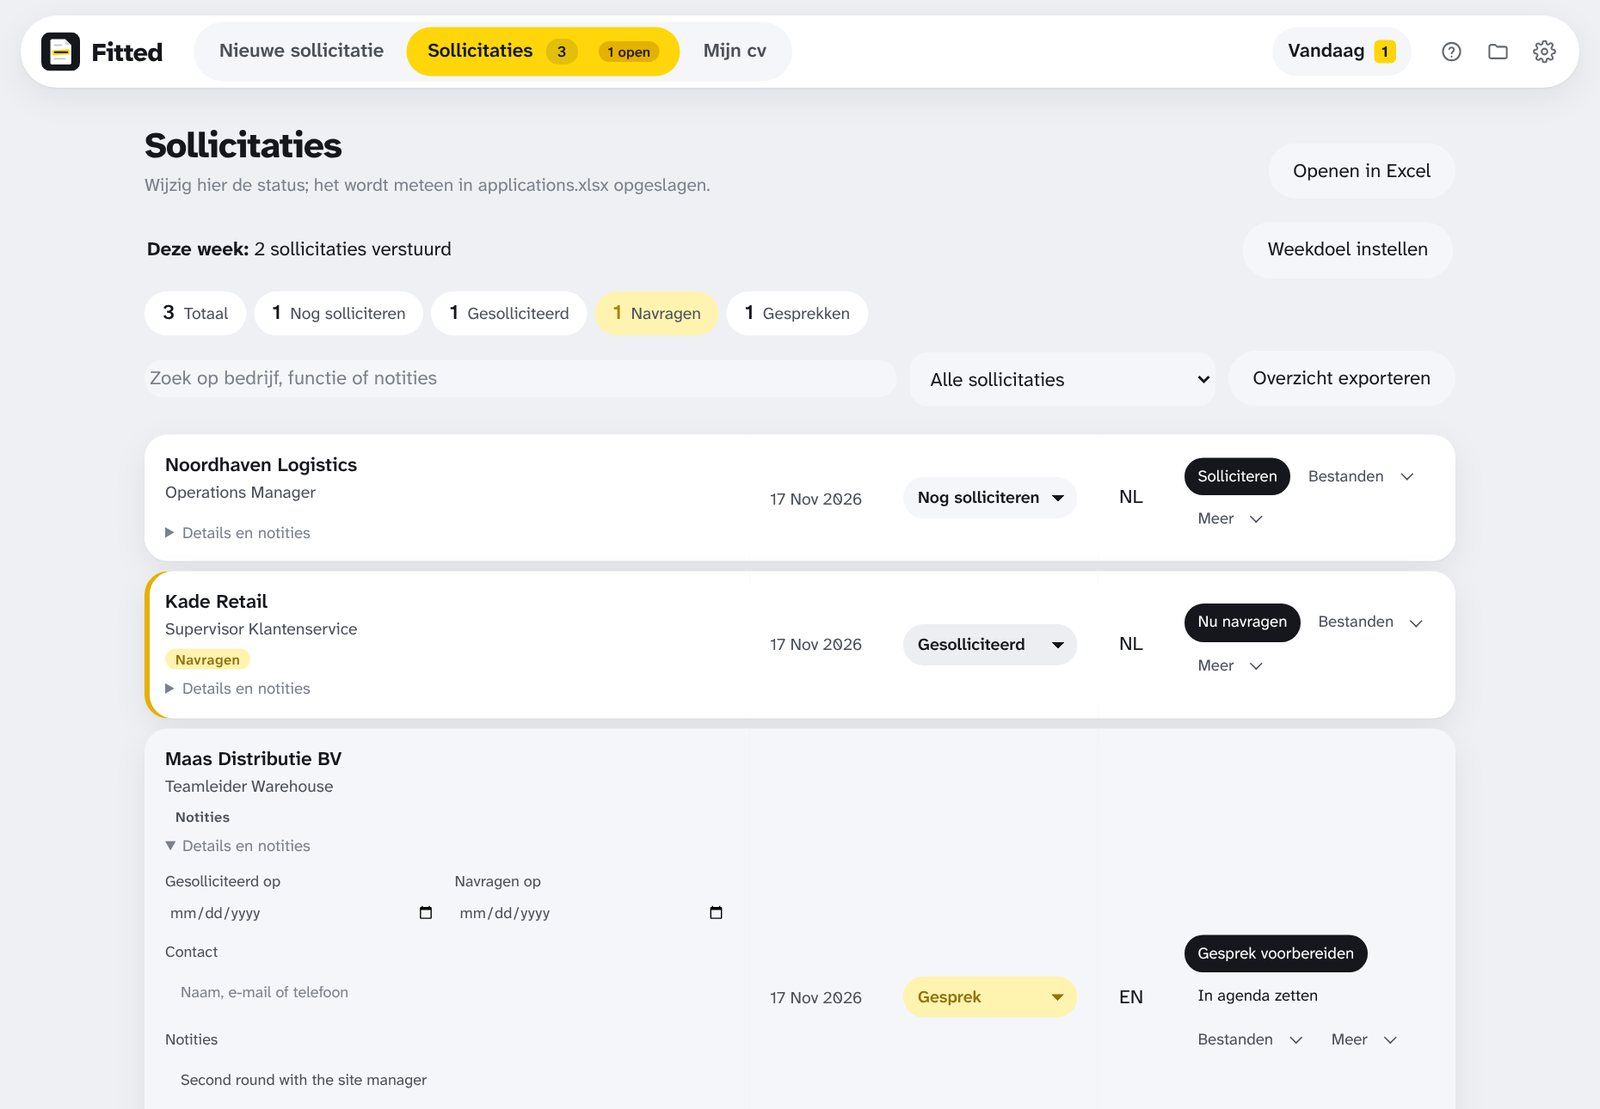 Fitted
Nieuwe sollicitatie
Sollicitaties 3 1 open
Mijn cv
Vandaag 1
Sollicitaties
Wijzig hier de status; het wordt meteen in applications.xlsx opgeslagen.
Openen in Excel
Deze week: 2 sollicitaties verstuurd
Weekdoel instellen
3 Totaal
1 Nog solliciteren
1 Gesolliciteerd
1 Navragen
1 Gesprekken
Zoek op bedrijf, functie of notities
Alle sollicitaties
Overzicht exporteren
Noordhaven Logistics
Operations Manager
Details en notities
17 Nov 2026
Nog solliciteren
NL
Solliciteren
Bestanden
Meer
Kade Retail
Supervisor Klantenservice
Navragen
Details en notities
17 Nov 2026
Gesolliciteerd
NL
Nu navragen
Bestanden
Meer
Maas Distributie BV
Teamleider Warehouse
Notities
Details en notities
Gesolliciteerd op
Navragen op
mm/dd/yyyy
mm/dd/yyyy
Contact
Naam, e-mail of telefoon
Notities
Second round with the site manager
17 Nov 2026
Gesprek
EN
Gesprek voorbereiden
In agenda zetten
Bestanden
Meer